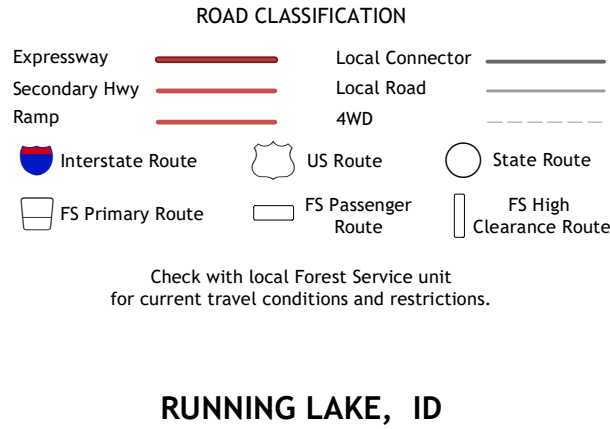 ROAD CLASSIFICATION
Expressway
Local Connector
Secondary Hwy
Local Road
Ramp
4WD
Interstate Route
US Route
State Route
FS Primary Route
FS Passenger
Route
FS High
Clearance Route
Check with local Forest Service unit
for current travel conditions and restrictions.
RUNNING LAKE, ID